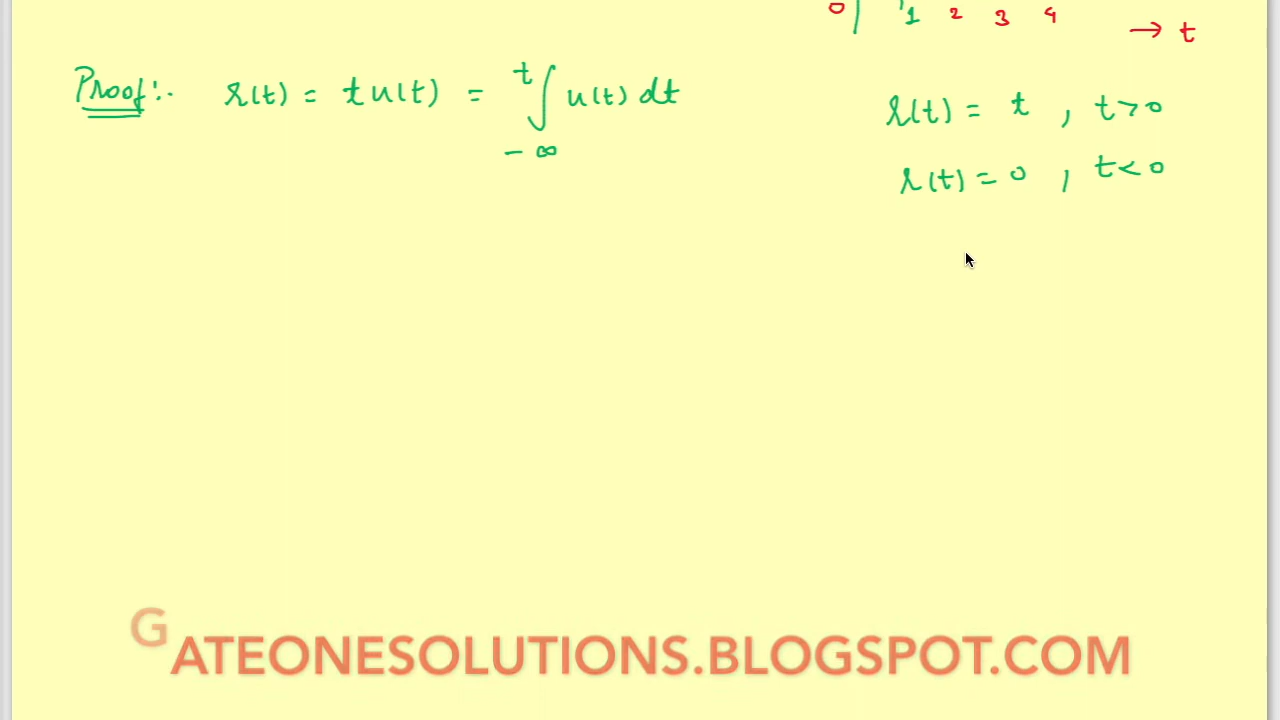 0 1 2 3 4 → t
Proof:- r(t) = t u(t) = ∫_{-∞}^{t} u(t) dt
r(t) = t , t>0
r(t) = 0 , t<0
GATEONESOLUTIONS.BLOGSPOT.COM